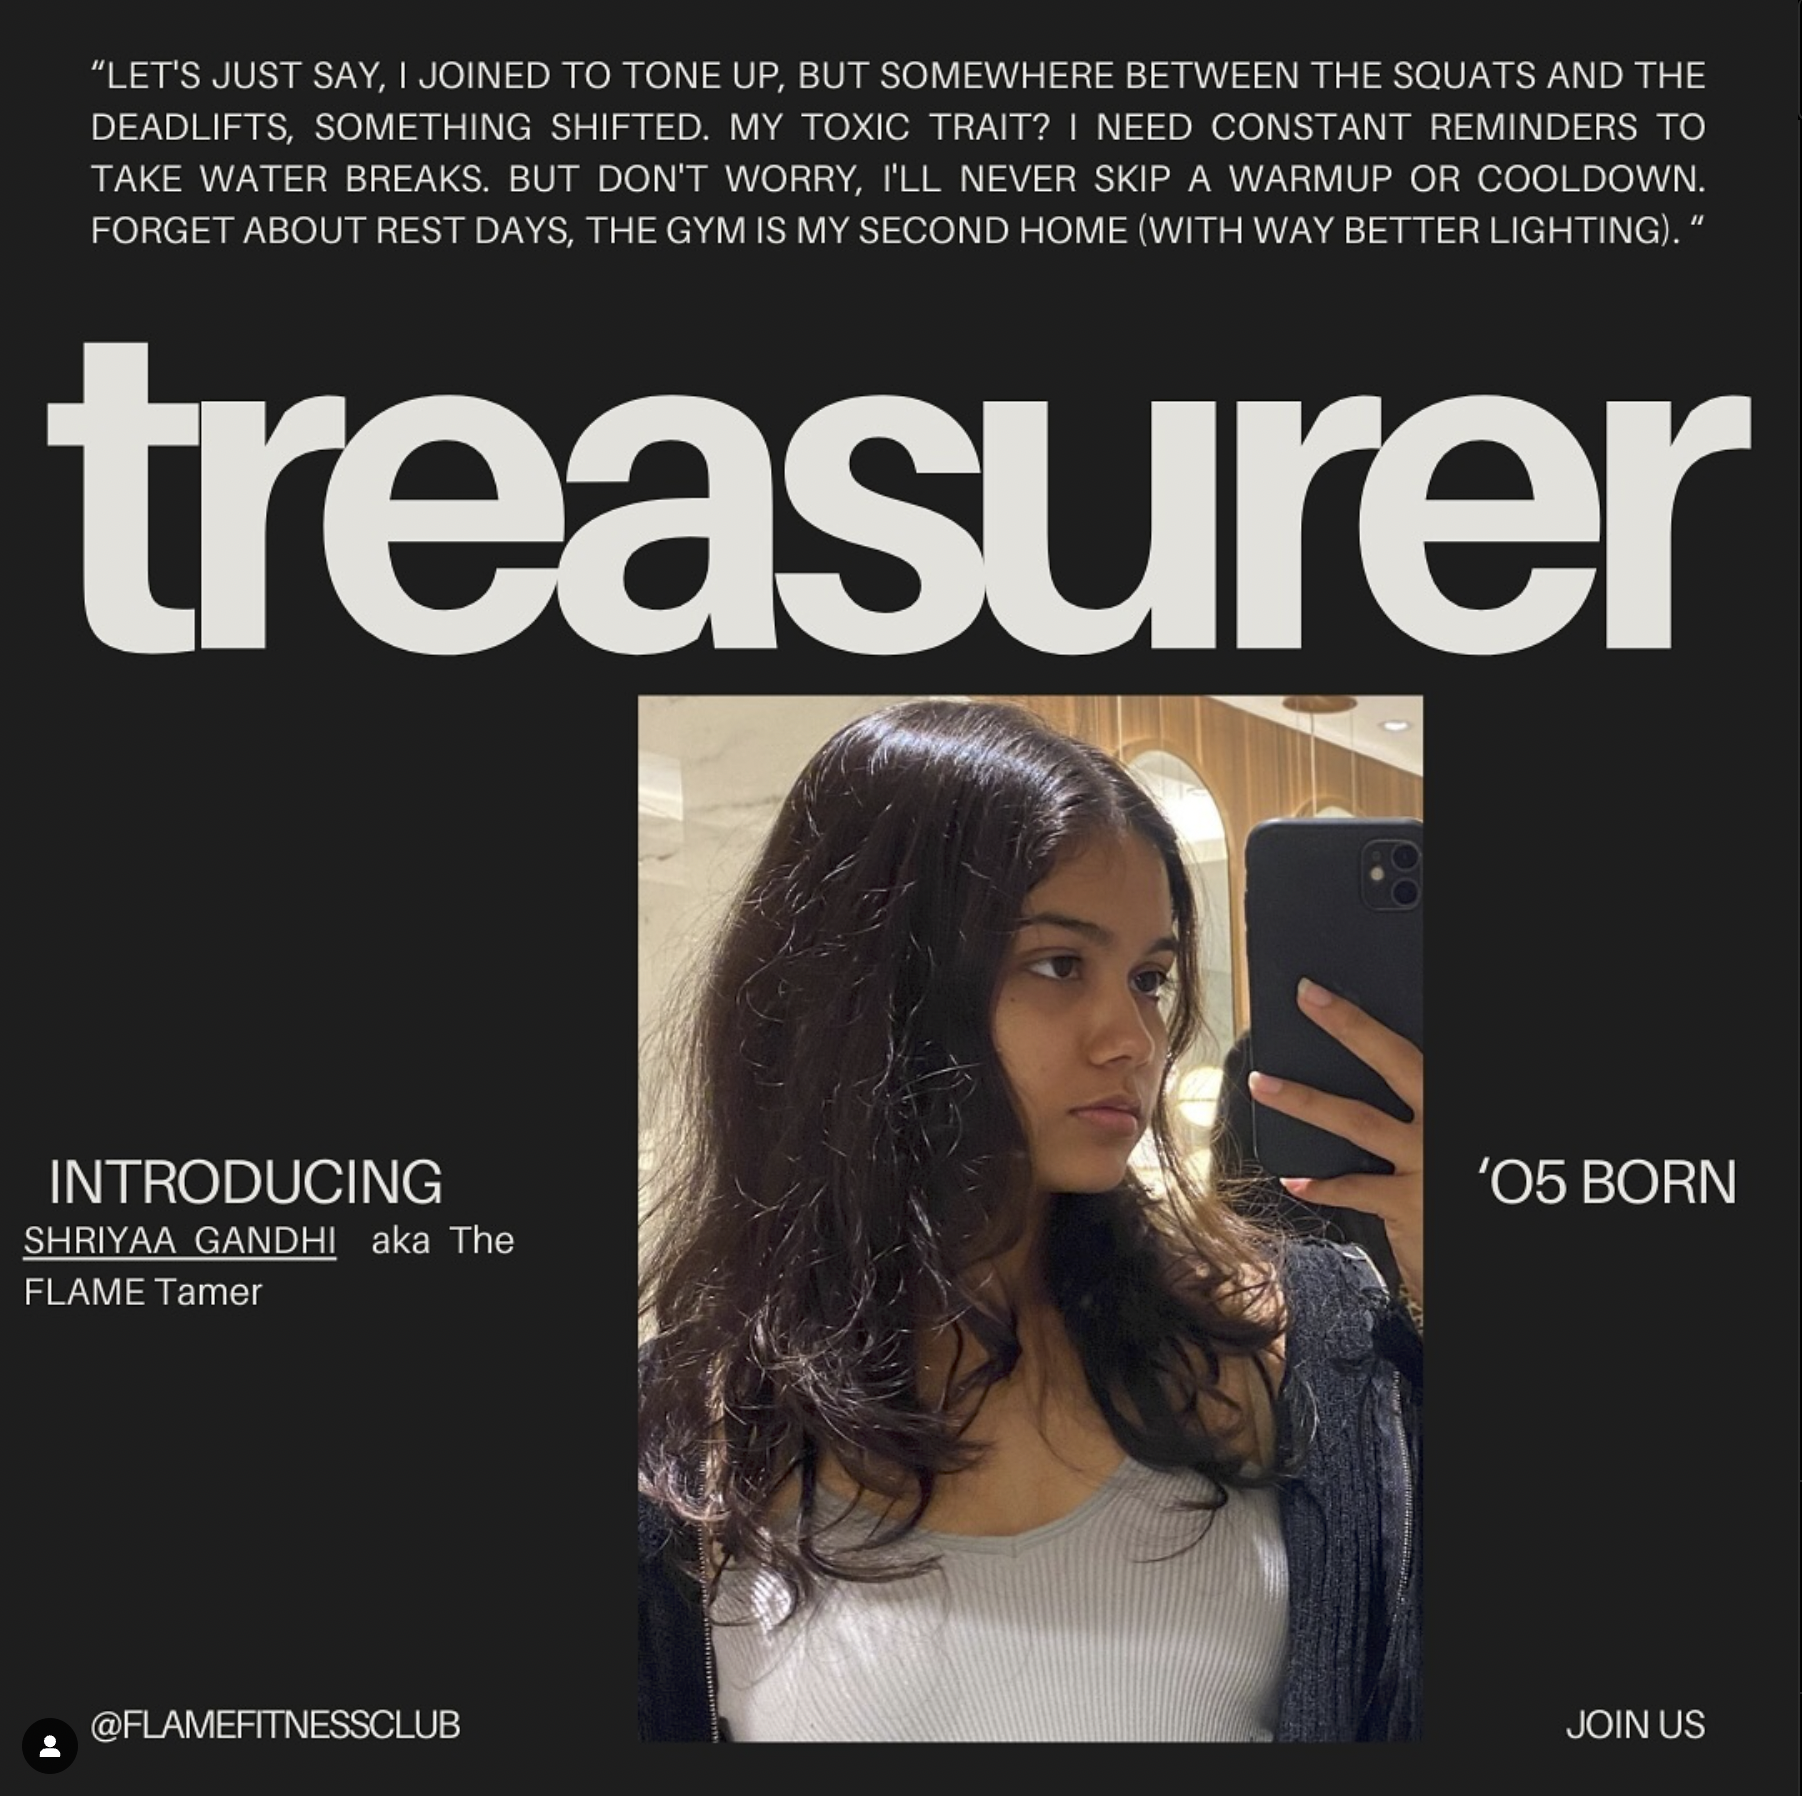 “LET'S JUST SAY, I JOINED TO TONE UP, BUT SOMEWHERE BETWEEN THE SQUATS AND THE
DEADLIFTS, SOMETHING SHIFTED. MY TOXIC TRAIT? I NEED CONSTANT REMINDERS TO
TAKE WATER BREAKS. BUT DON'T WORRY, I'LL NEVER SKIP A WARMUP OR COOLDOWN.
FORGET ABOUT REST DAYS, THE GYM IS MY SECOND HOME (WITH WAY BETTER LIGHTING). “
treasurer
INTRODUCING
SHRIYAA GANDHI aka The
FLAME Tamer
‘05 BORN
@FLAMEFITNESSCLUB
JOIN US